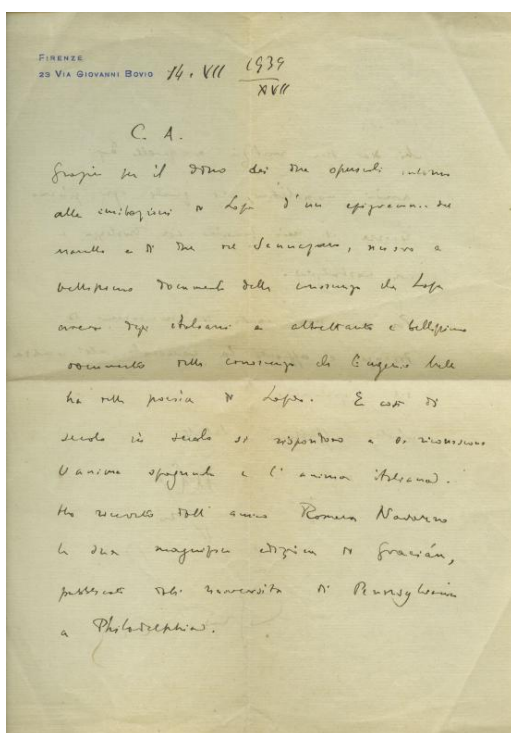 FIRENZE
23 VIA GIOVANNI BOVIO 14. VII 1939
XVII
C. A.
Grazie per il dono dei due opuscoli intorno
alle imitazioni di Lope d'un epigramma del
e di due del Sannazaro, nuovo e
bellissimo documento della conoscenza che Lope
aveva degl'italiani e altrettanto bellissimo
documento della conoscenza che Eugenio Mele
ha della poesia di Lope. E così di
secolo in secolo si rispondono e si riconoscono
l'anima spagnuola e l'anima italiana.
Ho ricevuto dall'amico Romera Navarro
la sua magnifica edizione di Gracián,
pubblicata dalla università di Pennsylvania
a Philadelphia.